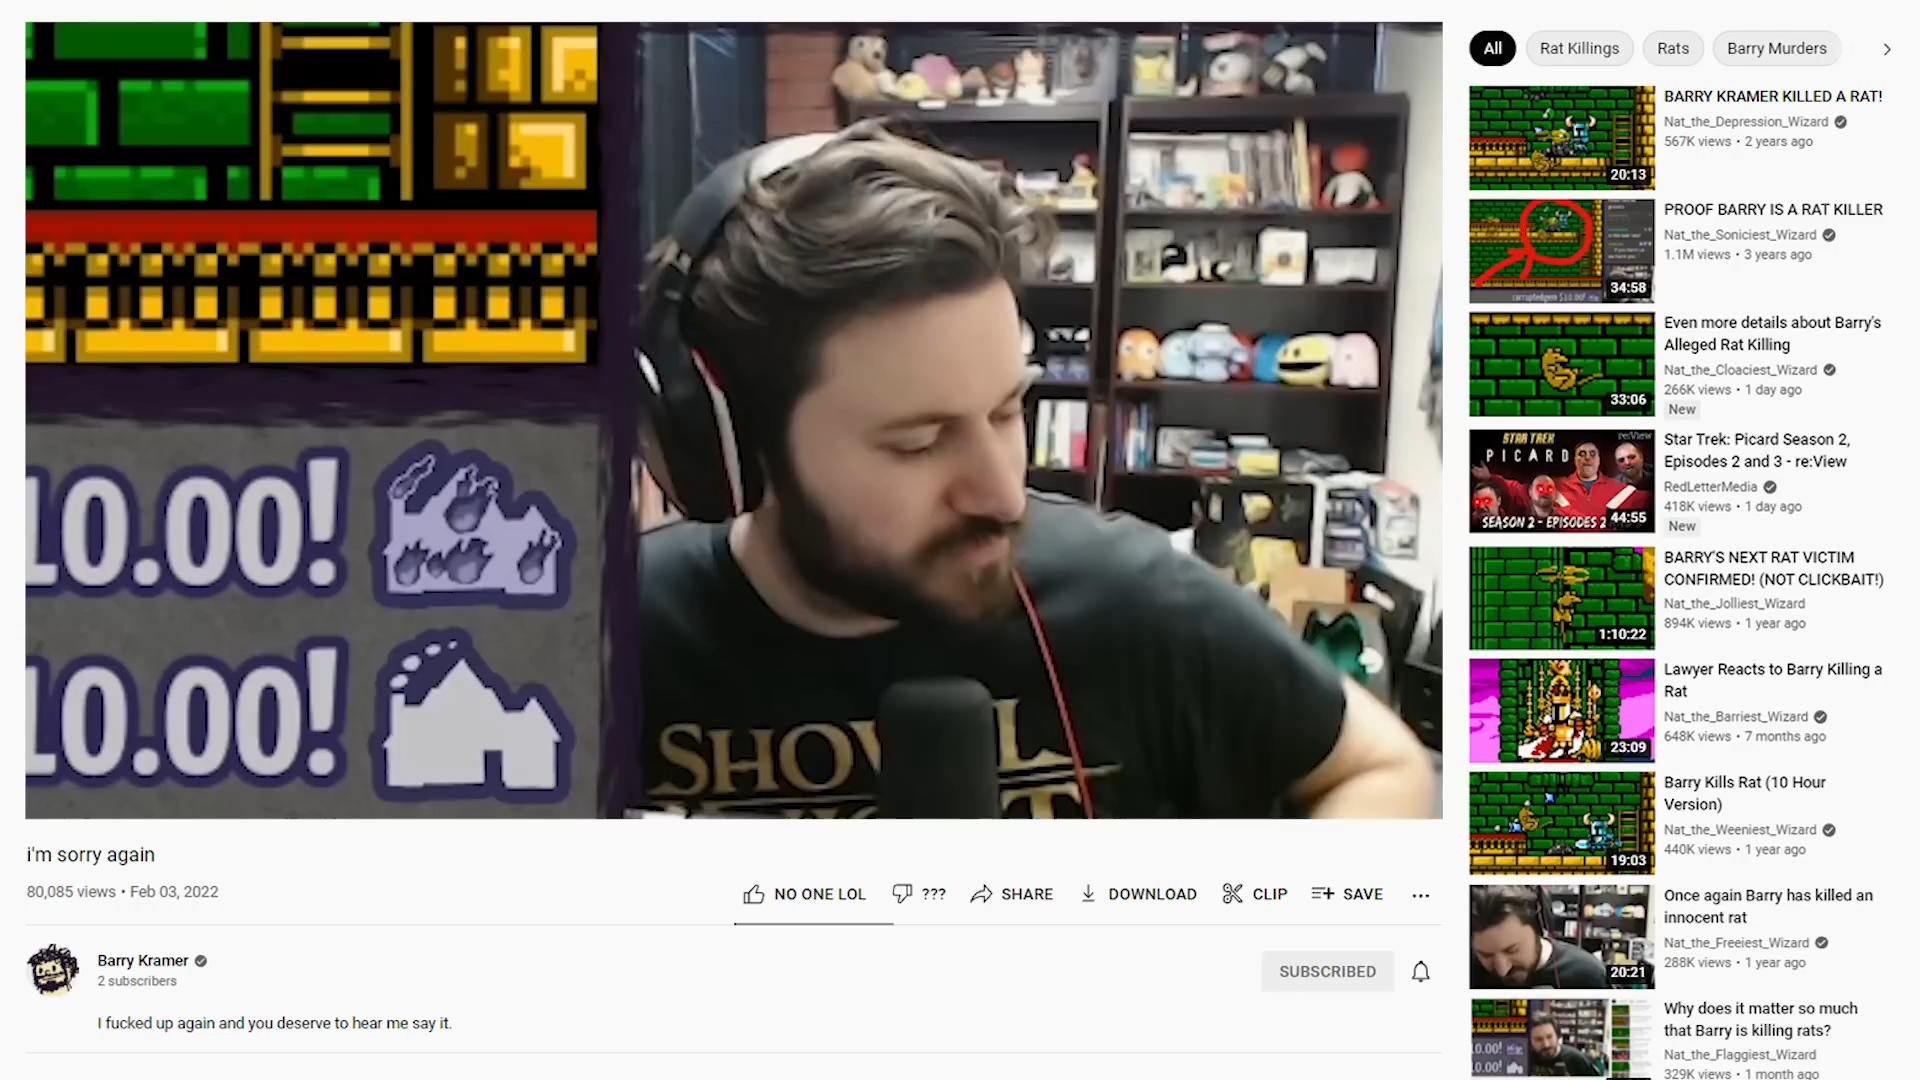 10.00!
10.00!
SHOV L
i'm sorry again
80,085 views • Feb 03, 2022
NO ONE LOL
???
SHARE
DOWNLOAD
CLIP
SAVE
Barry Kramer
2 subscribers
SUBSCRIBED
I fucked up again and you deserve to hear me say it.
All
Rat Killings
Rats
Barry Murders
20:13
BARRY KRAMER KILLED A RAT!
Nat_the_Depression_Wizard
567K views • 2 years ago
34:58
PROOF BARRY IS A RAT KILLER
Nat_the_Soniciest_Wizard
1.1M views • 3 years ago
33:06
Even more details about Barry's
Alleged Rat Killing
Nat_the_Cloaciest_Wizard
266K views • 1 day ago
New
STAR TREK
PICARD
re:View
SEASON 2 - EPISODES 2
44:55
Star Trek: Picard Season 2,
Episodes 2 and 3 - re:View
RedLetterMedia
418K views • 1 day ago
New
1:10:22
BARRY'S NEXT RAT VICTIM
CONFIRMED! (NOT CLICKBAIT!)
Nat_the_Jolliest_Wizard
894K views • 1 year ago
23:09
Lawyer Reacts to Barry Killing a
Rat
Nat_the_Barriest_Wizard
648K views • 7 months ago
19:03
Barry Kills Rat (10 Hour
Version)
Nat_the_Weeniest_Wizard
440K views • 1 year ago
20:21
Once again Barry has killed an
innocent rat
Nat_the_Freeiest_Wizard
288K views • 1 year ago
10.00!
10.00!
Why does it matter so much
that Barry is killing rats?
Nat_the_Flaggiest_Wizard
329K views • 1 month ago